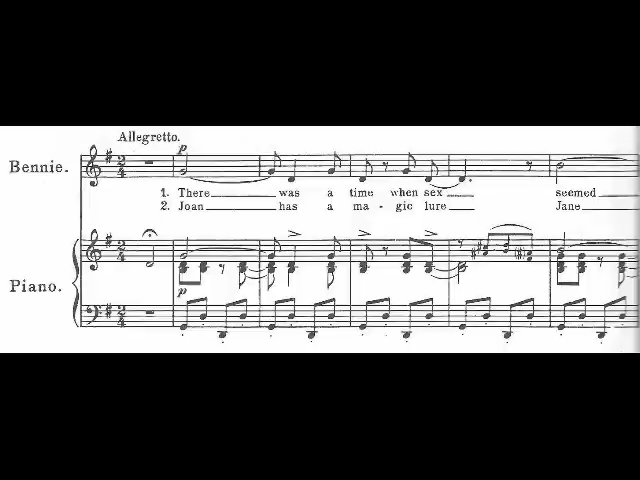 Allegretto.
p
Bennie.
1. There was a time when sex seemed
2. Joan has a ma - gic lure Jane
Piano.
p